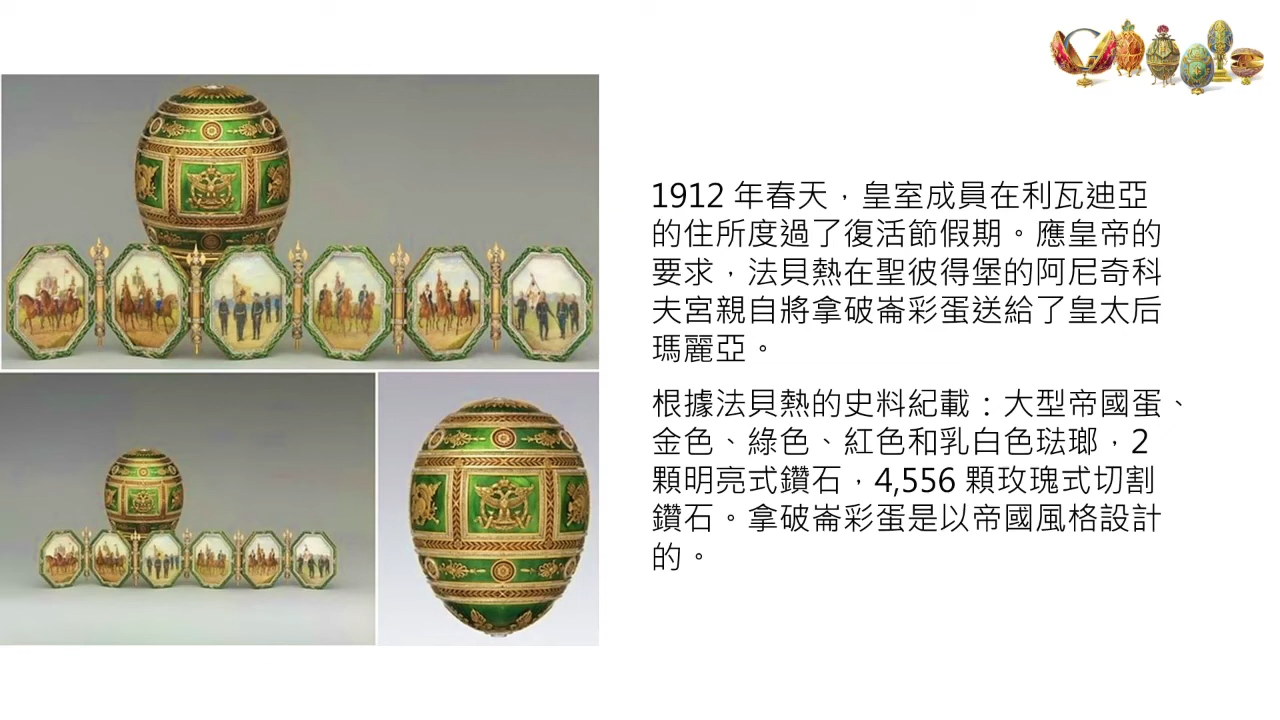 1912 年春天，皇室成員在利瓦迪亞
的住所度過了復活節假期。應皇帝的
要求，法貝熱在聖彼得堡的阿尼奇科
夫宮親自將拿破崙彩蛋送給了皇太后
瑪麗亞。
根據法貝熱的史料紀載：大型帝國蛋、
金色、綠色、紅色和乳白色琺瑯，2
顆明亮式鑽石，4,556 顆玫瑰式切割
鑽石。拿破崙彩蛋是以帝國風格設計
的。